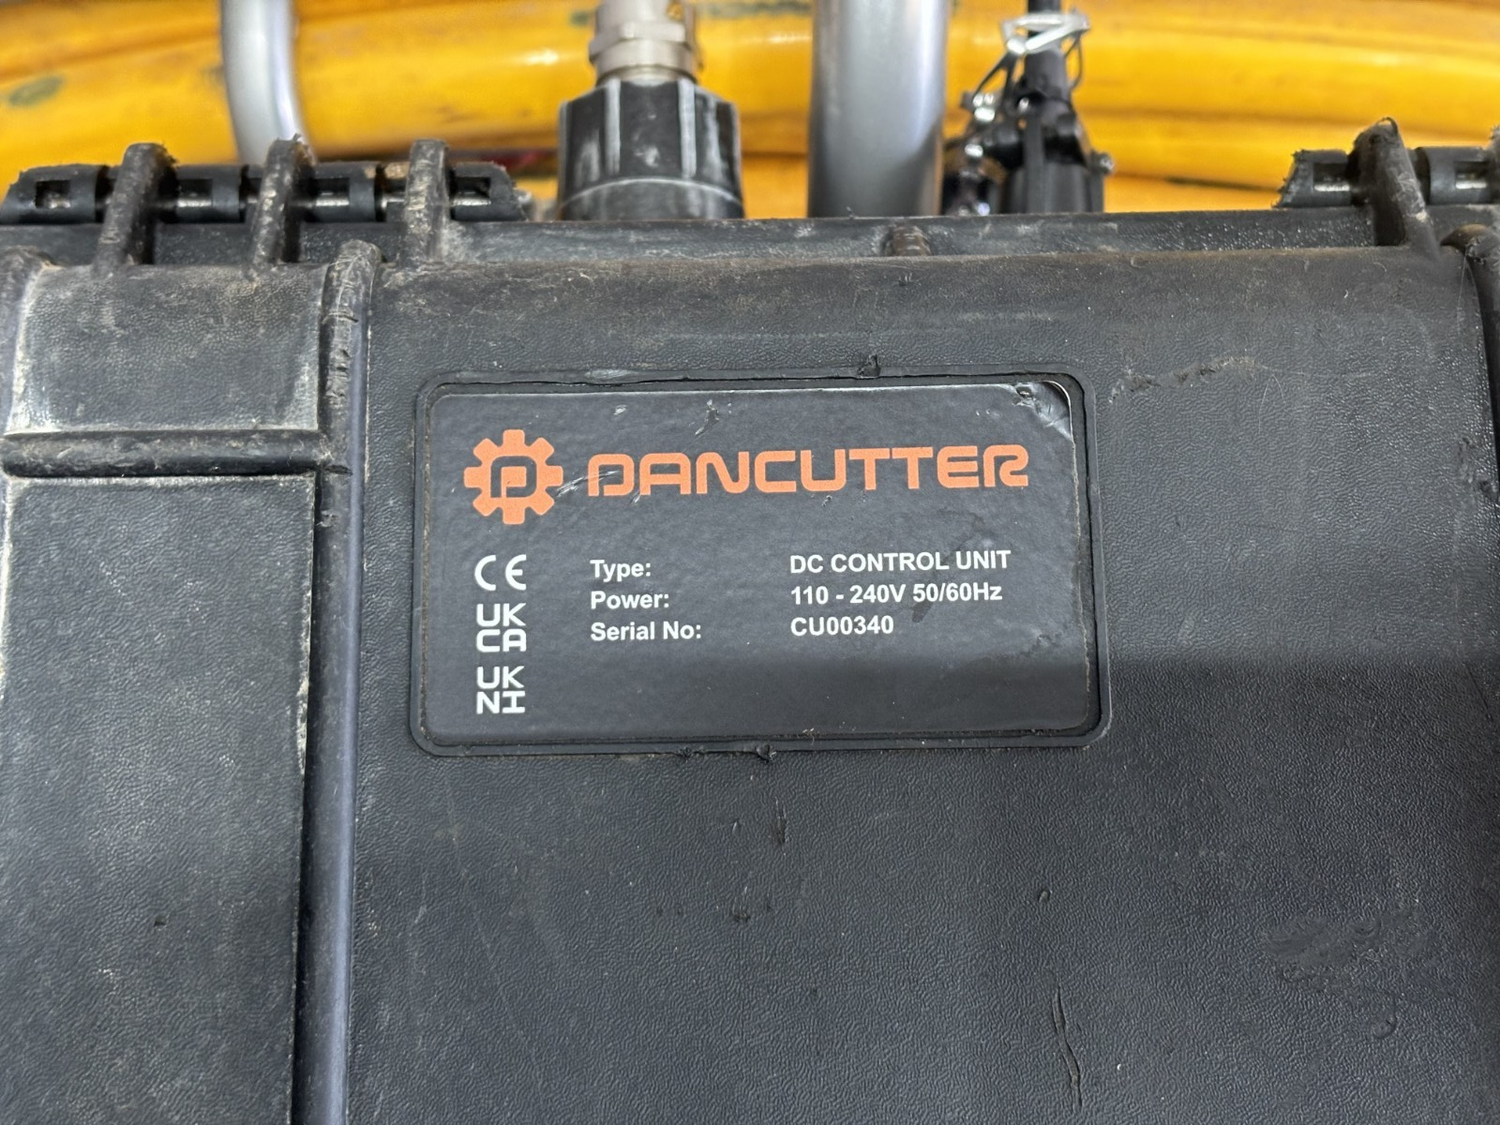 DANCUTTER
CE
UK
CA
UK
NI
Type: DC CONTROL UNIT
Power: 110 - 240V 50/60Hz
Serial No: CU00340